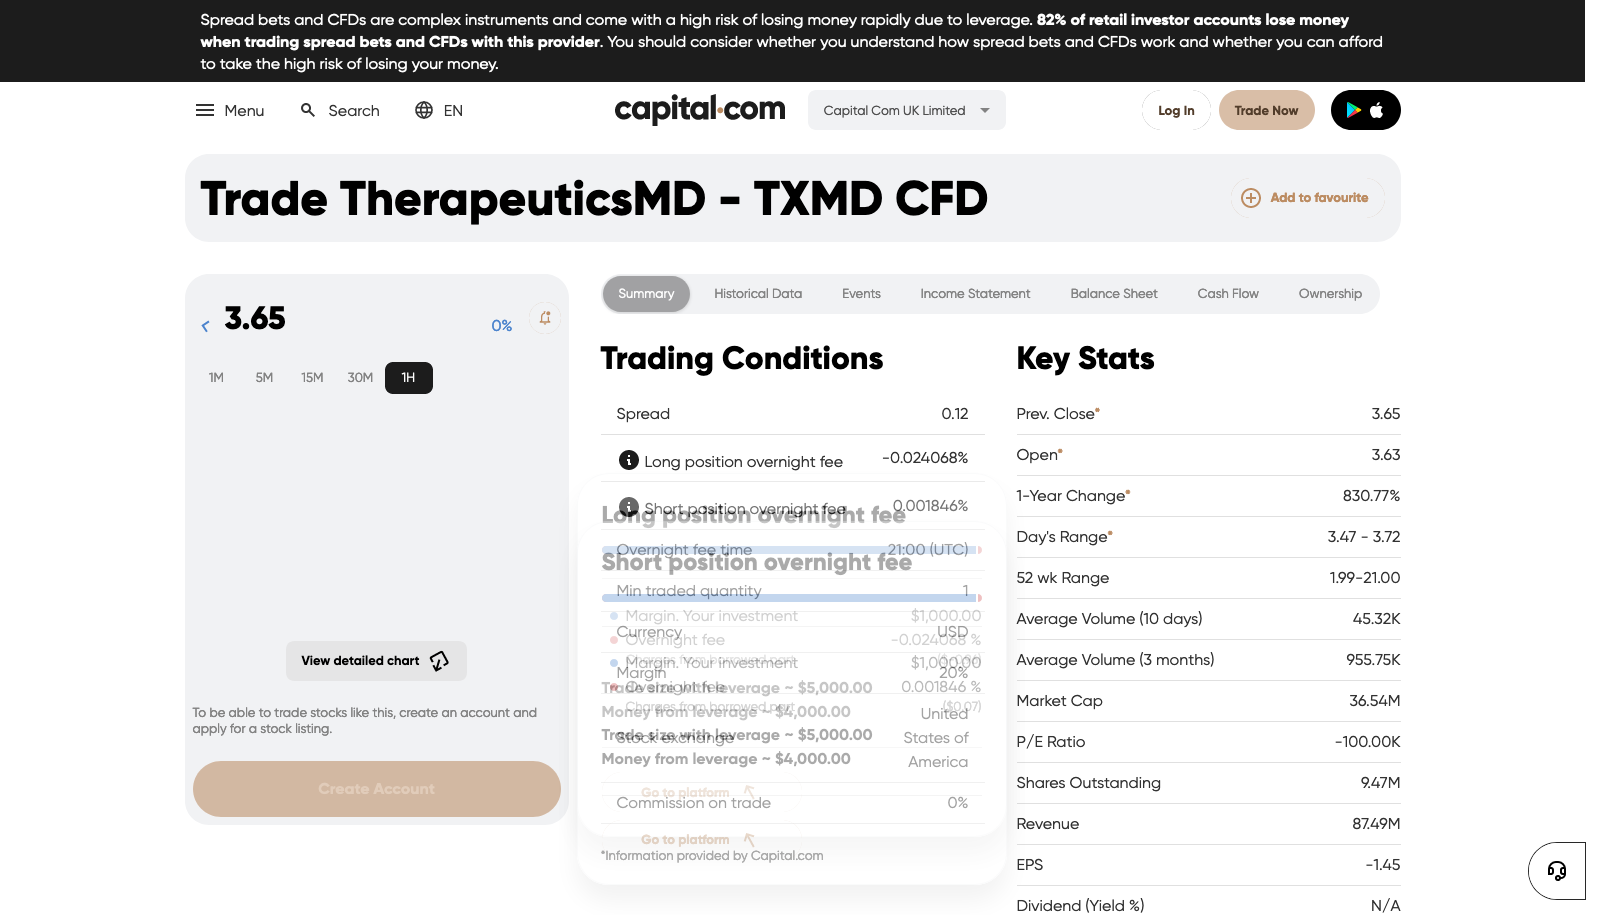 Spread bets and CFDs are complex instruments and come with a high risk of losing money rapidly due to leverage. 82% of retail investor accounts lose money
when trading spread bets and CFDs with this provider. You should consider whether you understand how spread bets and CFDs work and whether you can afford
to take the high risk of losing your money.
Menu
Search
EN
capital.com
Capital Com UK Limited
Log In
Trade Now
Trade TherapeuticsMD - TXMD CFD
Add to favourite
3.65
0%
1M
5M
15M
30M
1H
View detailed chart
To be able to trade stocks like this, create an account and
apply for a stock listing.
Create Account
Summary
Historical Data
Events
Income Statement
Balance Sheet
Cash Flow
Ownership
Trading Conditions
Spread 0.12
Long position overnight fee -0.024068%
Short position overnight fee 0.001846%
Long position overnight fee
Overnight fee time 21:00 (UTC)
Short position overnight fee
Min traded quantity 1
Margin. Your investment $1,000.00
Currency USD
Overnight fee -0.024068 %
Charges from borrowed part
Margin. Your investment $1,000.00
Margin 20%
Overnight fee 0.001846 %
Trade size with leverage ~ $5,000.00
Charges from borrowed part ($0.07)
Money from leverage ~ $4,000.00
Stock exchange United States of America
Trade size with leverage ~ $5,000.00
Money from leverage ~ $4,000.00
Go to platform
Commission on trade 0%
Go to platform
*Information provided by Capital.com
Key Stats
Prev. Close* 3.65
Open* 3.63
1-Year Change* 830.77%
Day's Range* 3.47 - 3.72
52 wk Range 1.99-21.00
Average Volume (10 days) 45.32K
Average Volume (3 months) 955.75K
Market Cap 36.54M
P/E Ratio -100.00K
Shares Outstanding 9.47M
Revenue 87.49M
EPS -1.45
Dividend (Yield %) N/A